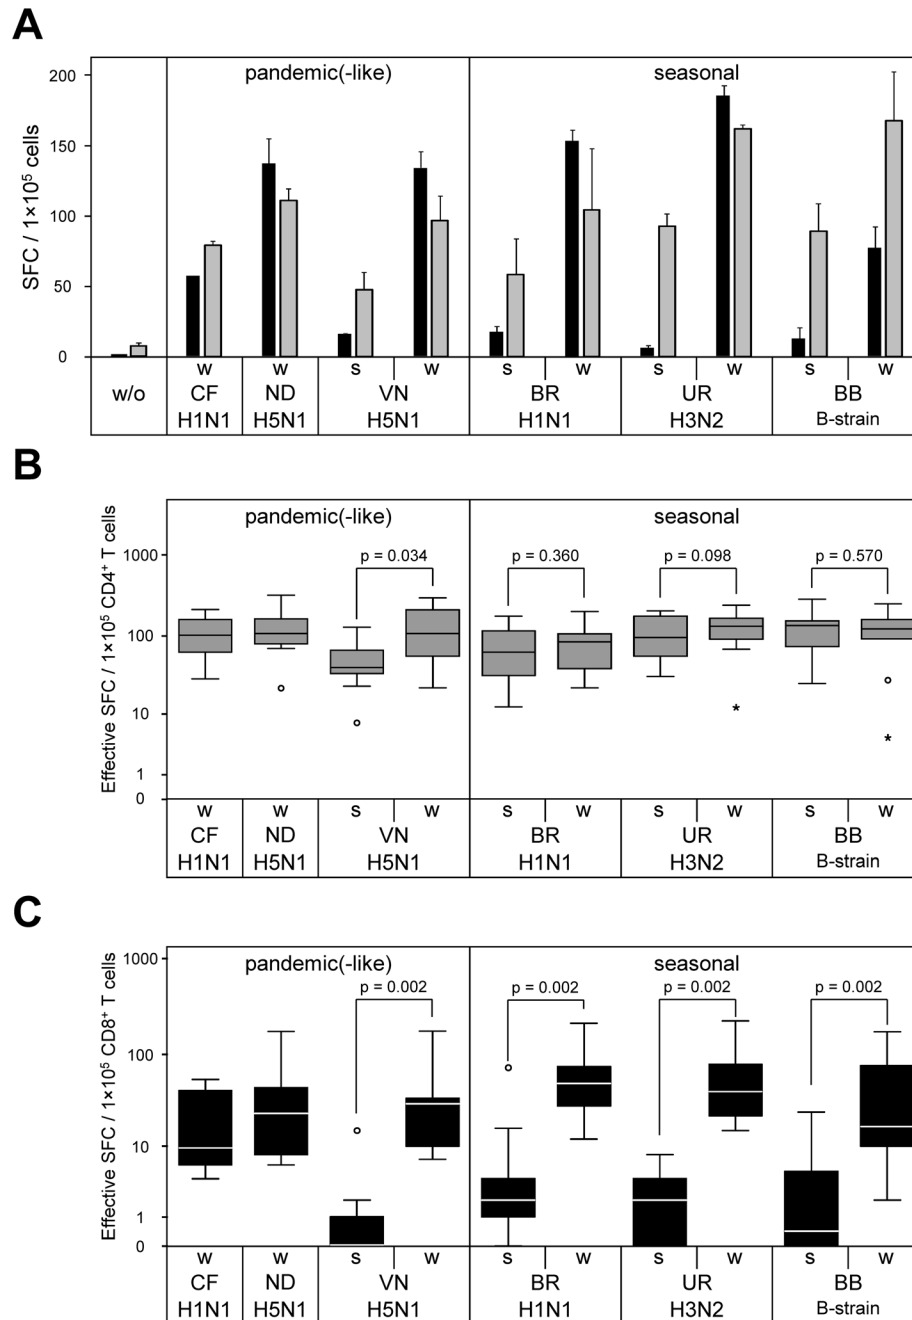 A
pandemic(-like) seasonal
SFC / 1×10⁵ cells
200
150
100
50
0
w w s w s w s w s w
w/o CF ND VN BR UR BB
H1N1 H5N1 H5N1 H1N1 H3N2 B-strain
B
pandemic(-like) seasonal
Effective SFC / 1×10⁵ CD4⁺ T cells
1000
100
10
1
0
p = 0.034 p = 0.360 p = 0.098 p = 0.570
w w s w s w s w s w
CF ND VN BR UR BB
H1N1 H5N1 H5N1 H1N1 H3N2 B-strain
C
pandemic(-like) seasonal
Effective SFC / 1×10⁵ CD8⁺ T cells
1000
100
10
1
0
p = 0.002 p = 0.002 p = 0.002 p = 0.002
w w s w s w s w s w
CF ND VN BR UR BB
H1N1 H5N1 H5N1 H1N1 H3N2 B-strain